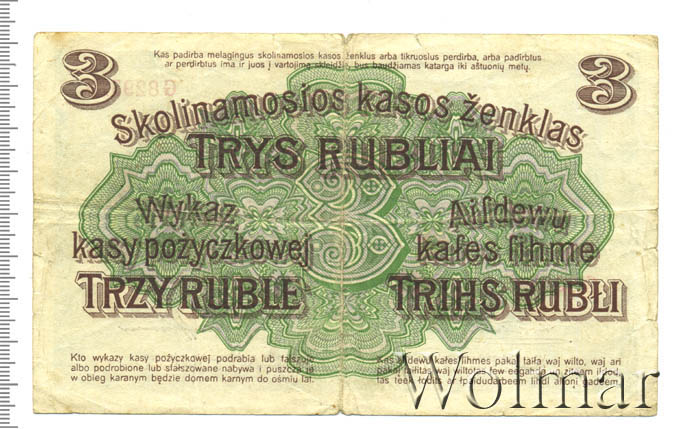 Kas padirba melagingus skolinamosios kasos ženklus arba tikruosius perdirba, arba padirbtus
ar perdirbtus ima ir juos į vartojimą skleidžia, bus baudžiamas katarga iki aštuonių metų.
3 3
Skolinamosios kasos ženklas
TRYS RUBLIAI
Wykaz
kasy pożyczkowej
TRZY RUBLE
Aiſdewu
kaſes ſihme
TRIHS RUBLI
Kto wykazy kasy pożyczkowej podrabia lub fałszuje
albo podrobione lub sfałszowane nabywa i puszcza je
w obieg karanym będzie domem karnym do ośmiu lat.
pakaļ
Wolmar